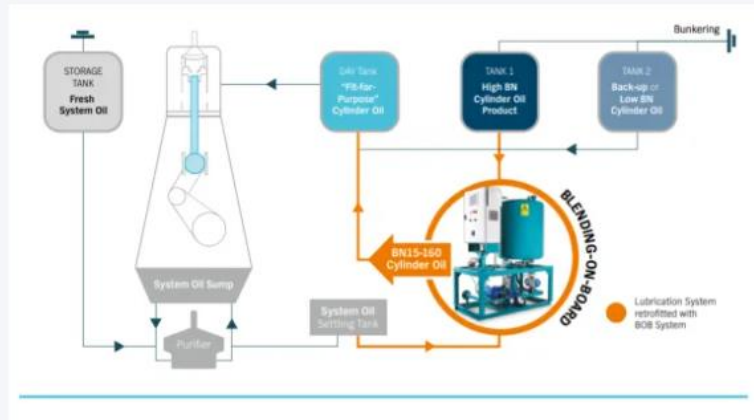 Bunkering
STORAGE
TANK
Fresh
System Oil
DAY Tank
"Fit-for-
Purpose"
Cylinder Oil
TANK 1
High BN
Cylinder Oil
Product
TANK 2
Back-up or
Low BN
Cylinder Oil
BN15-160
Cylinder Oil
BLENDING-ON-BOARD
System Oil Sump
System Oil
Settling Tank
Purifier
Lubrication System
retrofitted with
BOB System